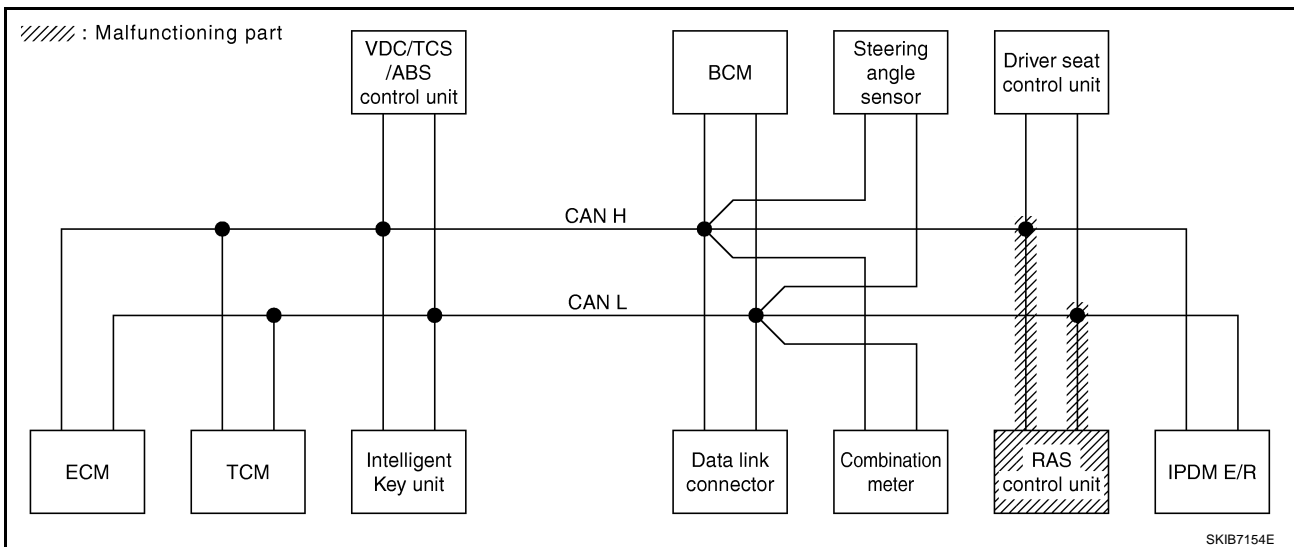 : Malfunctioning part
VDC/TCS
/ABS
control unit
BCM
Steering
angle
sensor
Driver seat
control unit
CAN H
CAN L
ECM
TCM
Intelligent
Key unit
Data link
connector
Combination
meter
RAS
control unit
IPDM E/R
SKIB7154E